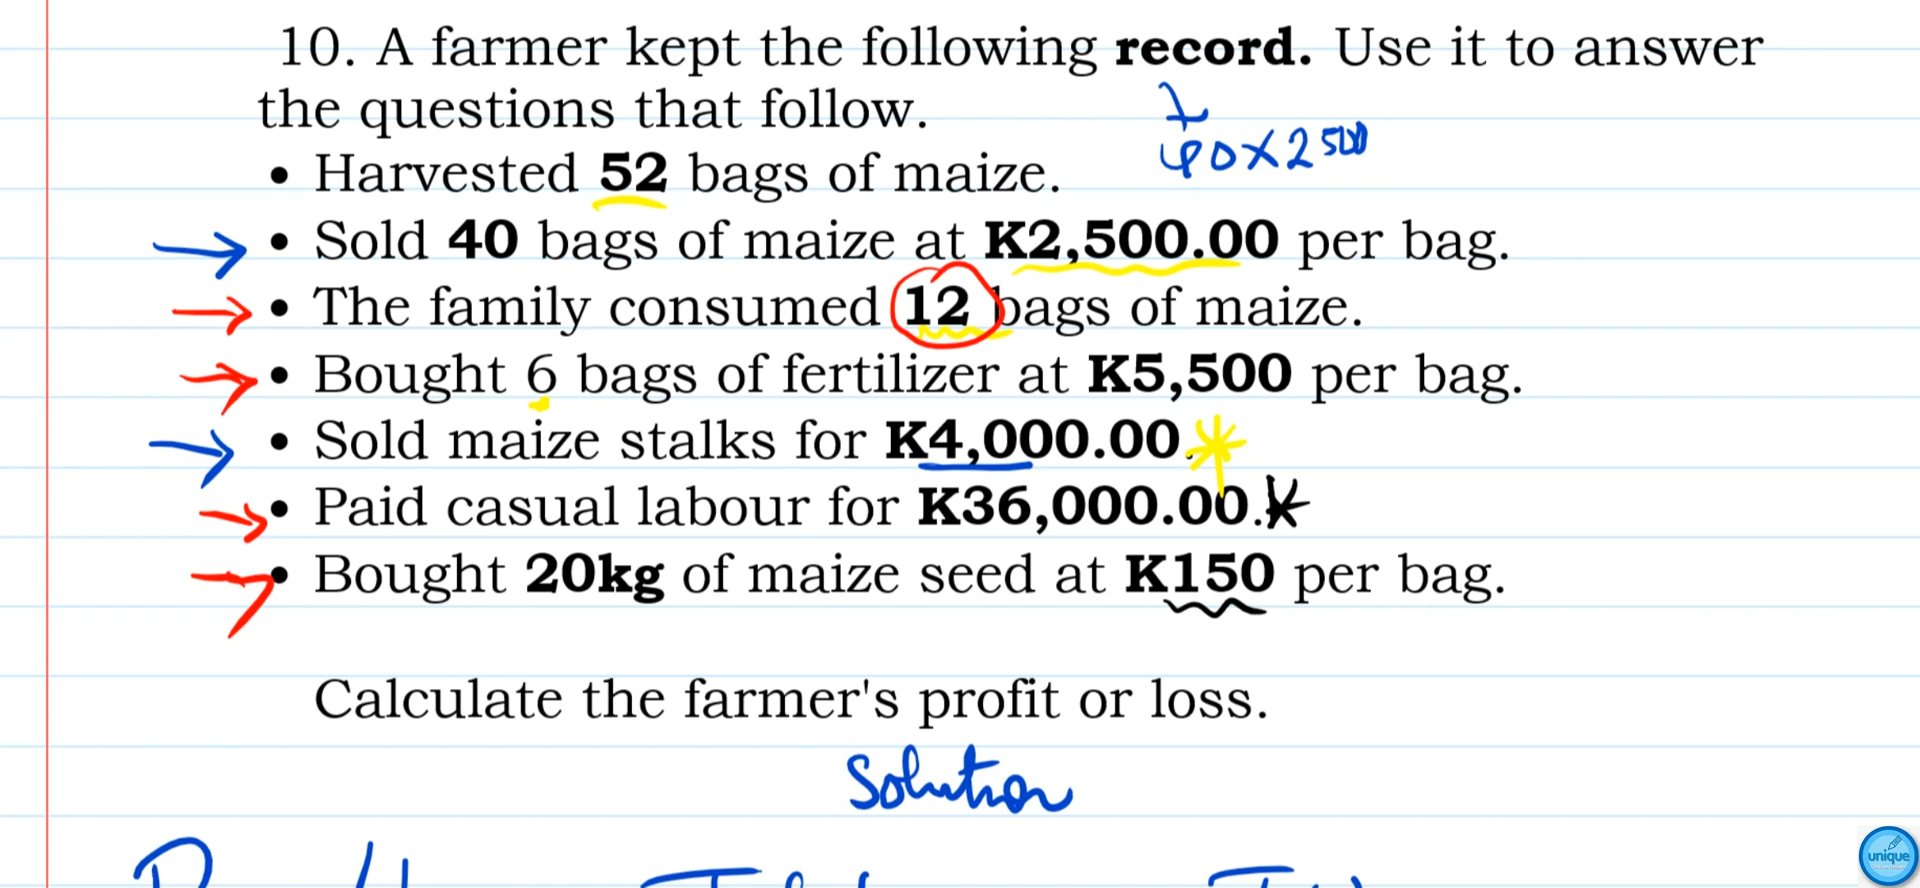 10. A farmer kept the following record. Use it to answer
the questions that follow.
40x2500
• Harvested 52 bags of maize.
• Sold 40 bags of maize at K2,500.00 per bag.
• The family consumed 12 bags of maize.
• Bought 6 bags of fertilizer at K5,500 per bag.
• Sold maize stalks for K4,000.00.
• Paid casual labour for K36,000.00.
• Bought 20kg of maize seed at K150 per bag.
Calculate the farmer's profit or loss.
Solution
unique